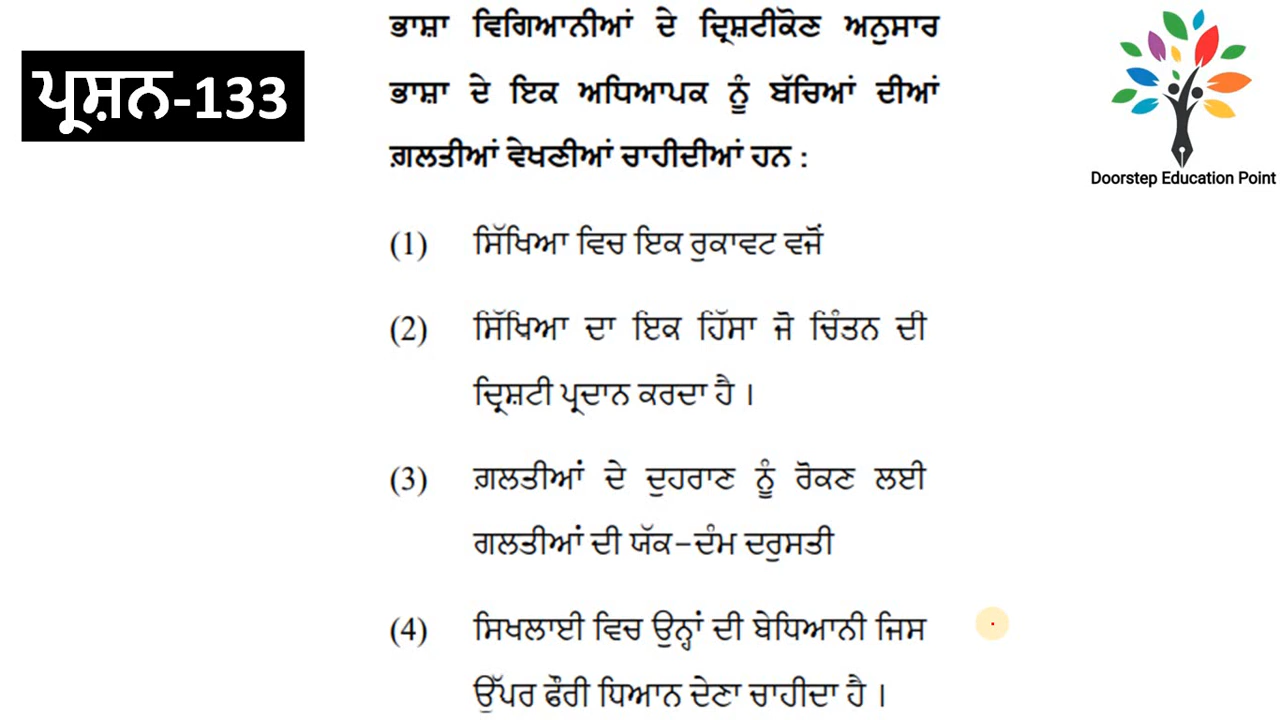 ਪ੍ਰਸ਼ਨ-133
ਭਾਸ਼ਾ ਵਿਗਿਆਨੀਆਂ ਦੇ ਦ੍ਰਿਸ਼ਟੀਕੋਣ ਅਨੁਸਾਰ
ਭਾਸ਼ਾ ਦੇ ਇਕ ਅਧਿਆਪਕ ਨੂੰ ਬੱਚਿਆਂ ਦੀਆਂ
ਗ਼ਲਤੀਆਂ ਵੇਖਣੀਆਂ ਚਾਹੀਦੀਆਂ ਹਨ :
(1) ਸਿੱਖਿਆ ਵਿਚ ਇਕ ਰੁਕਾਵਟ ਵਜੋਂ
(2) ਸਿੱਖਿਆ ਦਾ ਇਕ ਹਿੱਸਾ ਜੋ ਚਿੰਤਨ ਦੀ
ਦ੍ਰਿਸ਼ਟੀ ਪ੍ਰਦਾਨ ਕਰਦਾ ਹੈ ।
(3) ਗ਼ਲਤੀਆਂ ਦੇ ਦੁਹਰਾਣ ਨੂੰ ਰੋਕਣ ਲਈ
ਗਲਤੀਆਂ ਦੀ ਯੱਕ-ਦੰਮ ਦਰੁਸਤੀ
(4) ਸਿਖਲਾਈ ਵਿਚ ਉਨ੍ਹਾਂ ਦੀ ਬੇਧਿਆਨੀ ਜਿਸ
ਉੱਪਰ ਫੌਰੀ ਧਿਆਨ ਦੇਣਾ ਚਾਹੀਦਾ ਹੈ ।
Doorstep Education Point